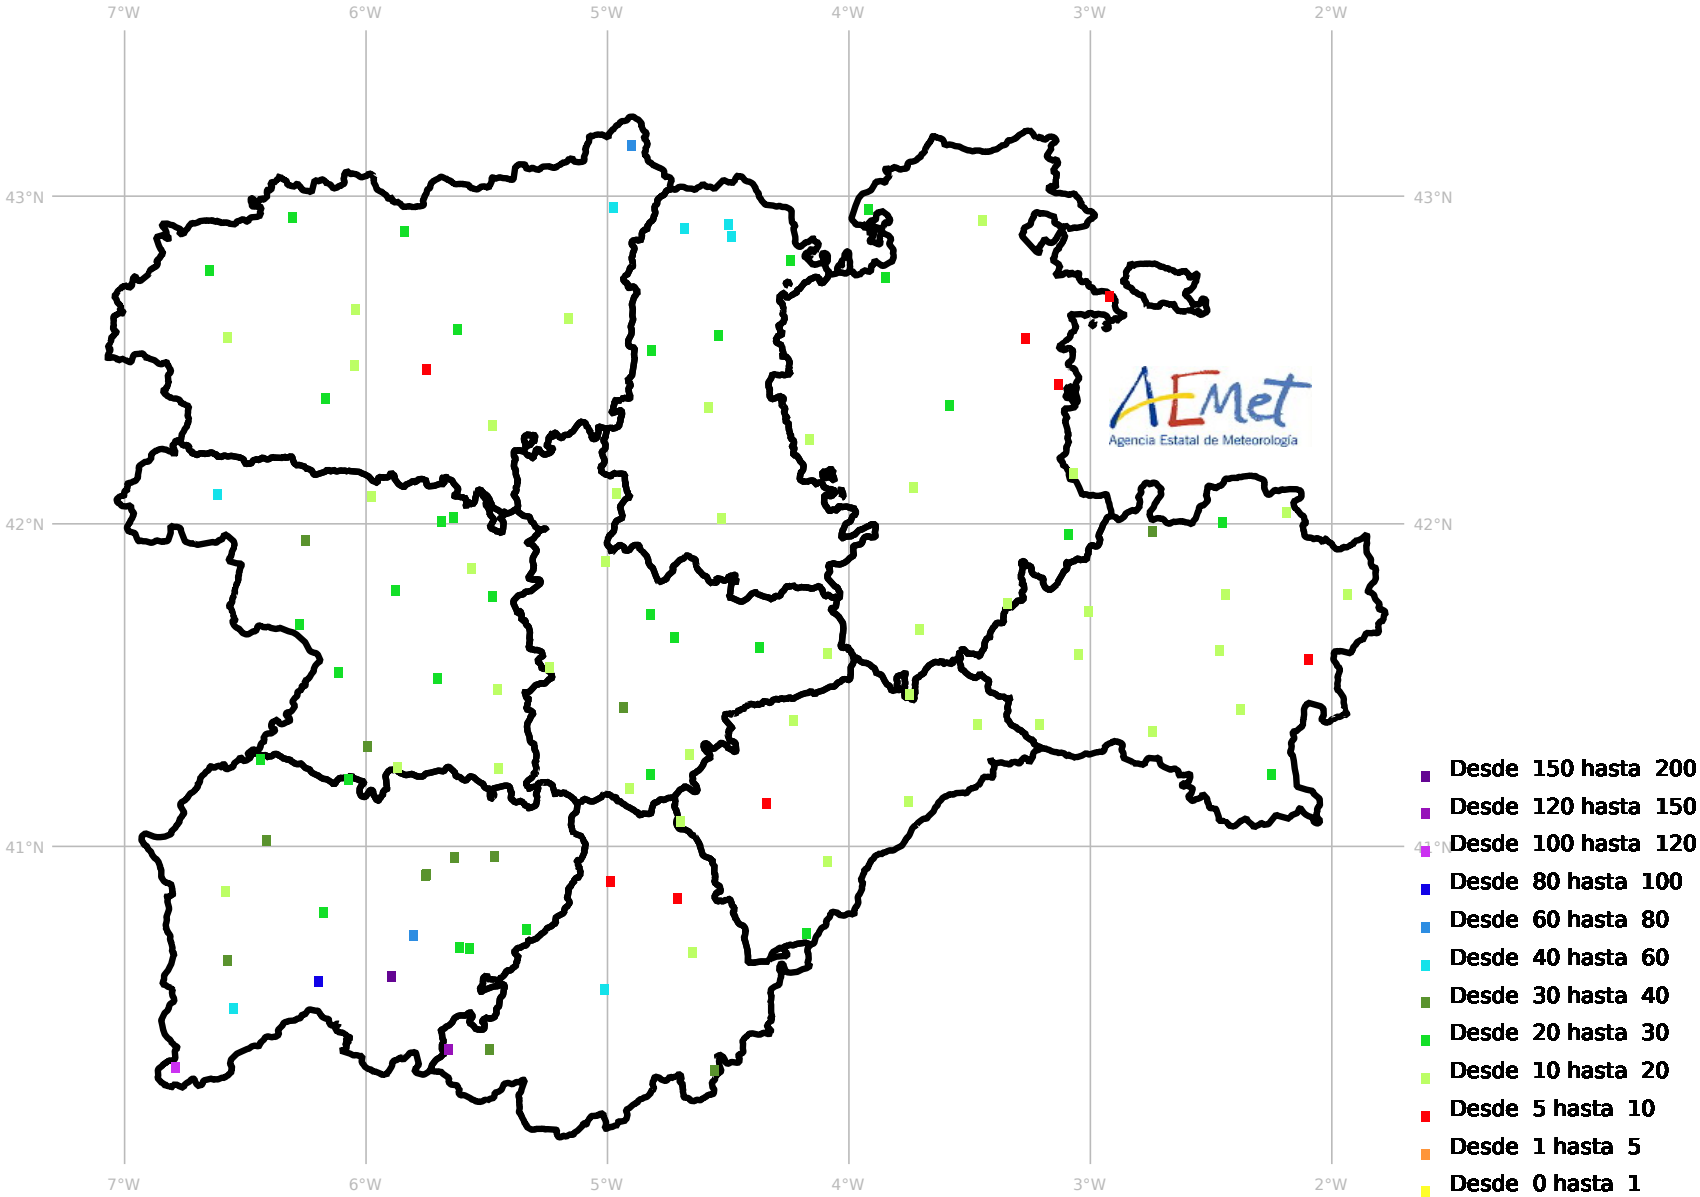 7°W 6°W 5°W 4°W 3°W 2°W
43°N 43°N
AEMet
Agencia Estatal de Meteorología
42°N 42°N
Desde 150 hasta 200
Desde 120 hasta 150
41°N 41°N Desde 100 hasta 120
Desde 80 hasta 100
Desde 60 hasta 80
Desde 40 hasta 60
Desde 30 hasta 40
Desde 20 hasta 30
Desde 10 hasta 20
Desde 5 hasta 10
Desde 1 hasta 5
Desde 0 hasta 1
7°W 6°W 5°W 4°W 3°W 2°W